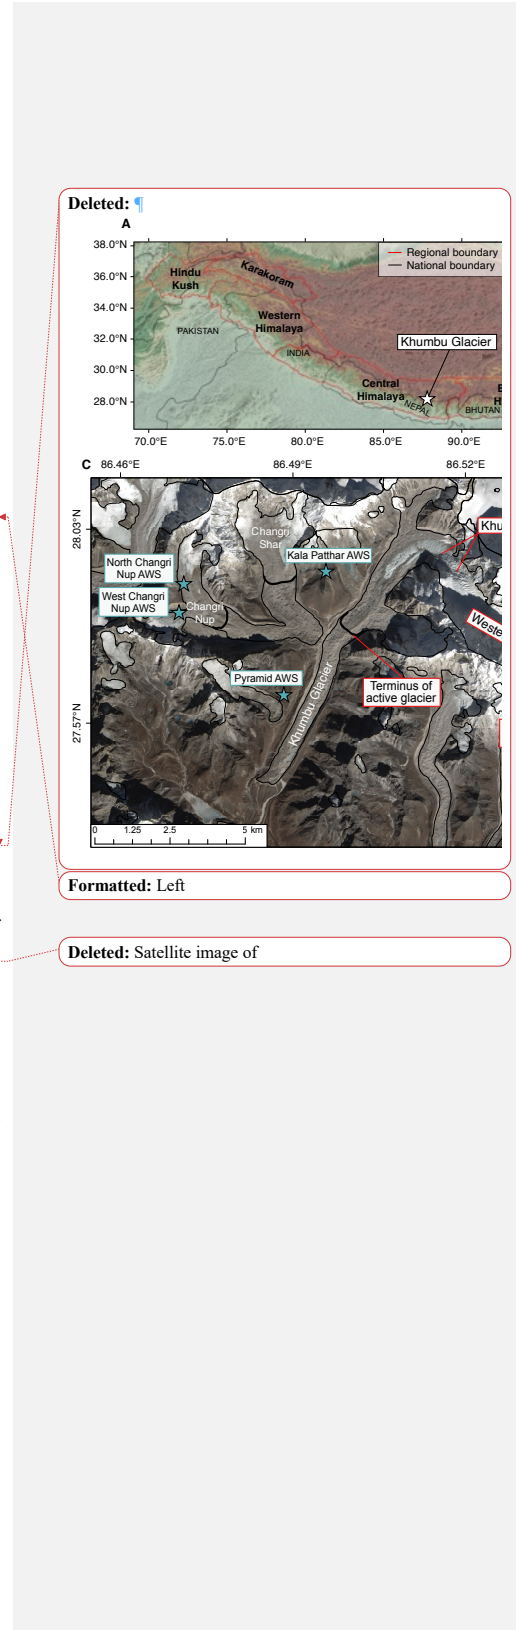 Deleted: ¶
A
38.0°N
36.0°N
34.0°N
32.0°N
30.0°N
28.0°N
Regional boundary
National boundary
Hindu
Kush
Karakoram
Western
Himalaya
PAKISTAN
INDIA
Khumbu Glacier
Central
Himalaya
NEPAL
E
H
BHUTAN
70.0°E 75.0°E 80.0°E 85.0°E 90.0°E
C 86.46°E 86.49°E 86.52°E
28.03°N
27.57°N
Changri
Shar
Khu
Kala Patthar AWS
North Changri
Nup AWS
West Changri
Nup AWS
Changri
Nup
Weste
Pyramid AWS
Khumbu Glacier
Terminus of
active glacier
0 1.25 2.5 5 km
Formatted: Left
Deleted: Satellite image of